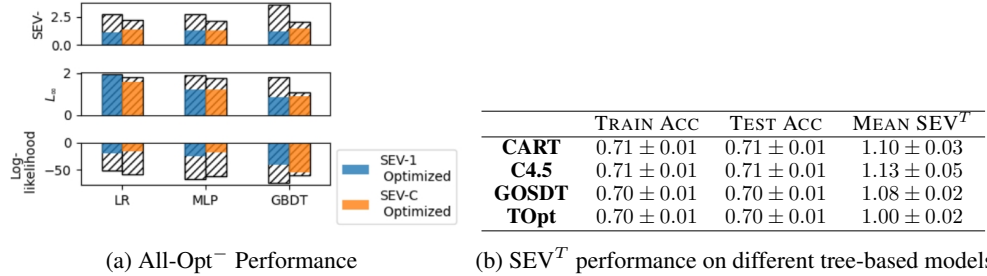 SEV-
2.5
0.0
L∞
2
0
Log-
likelihood
0
−50
LR
MLP
GBDT
SEV-1
Optimized
SEV-C
Optimized
(a) All-Opt⁻ Performance
TRAIN ACC TEST ACC MEAN SEVᵀ
CART 0.71 ± 0.01 0.71 ± 0.01 1.10 ± 0.03
C4.5 0.71 ± 0.01 0.71 ± 0.01 1.13 ± 0.05
GOSDT 0.70 ± 0.01 0.70 ± 0.01 1.08 ± 0.02
TOpt 0.70 ± 0.01 0.70 ± 0.01 1.00 ± 0.02
(b) SEVᵀ performance on different tree-based models